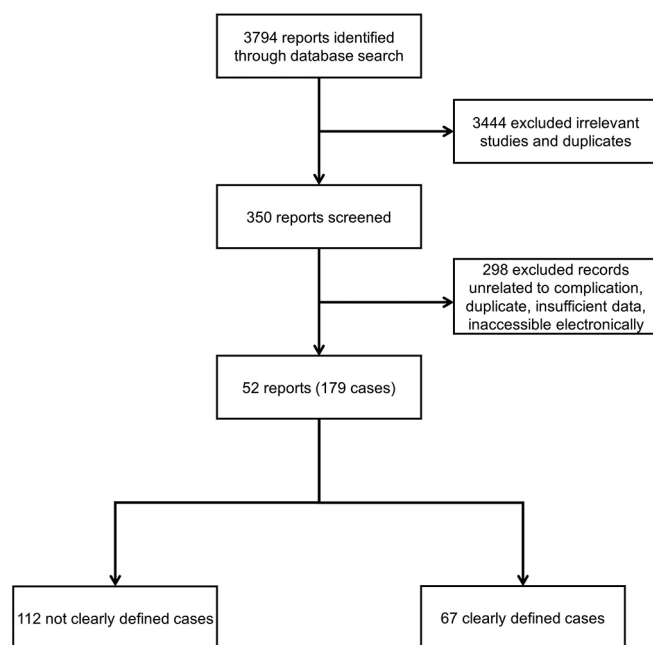 3794 reports identified
through database search
3444 excluded irrelevant
studies and duplicates
350 reports screened
298 excluded records
unrelated to complication,
duplicate, insufficient data,
inaccessible electronically
52 reports (179 cases)
112 not clearly defined cases
67 clearly defined cases